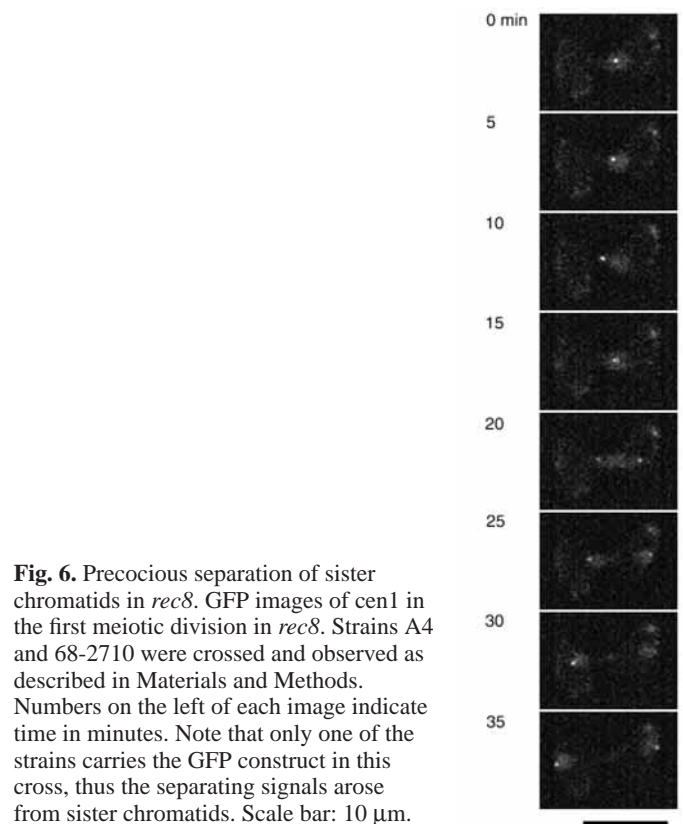 0 min
5
10
15
20
25
30
35
Fig. 6. Precocious separation of sister
chromatids in rec8. GFP images of cen1 in
the first meiotic division in rec8. Strains A4
and 68-2710 were crossed and observed as
described in Materials and Methods.
Numbers on the left of each image indicate
time in minutes. Note that only one of the
strains carries the GFP construct in this
cross, thus the separating signals arose
from sister chromatids. Scale bar: 10 μm.